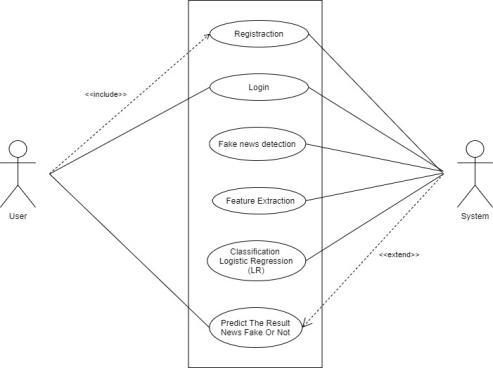 Registraction
<<include>>
Login
Fake news detection
User
System
Feature Extraction
Classification
Logistic Regression
(LR)
<<extend>>
Predict The Result
News Fake Or Not